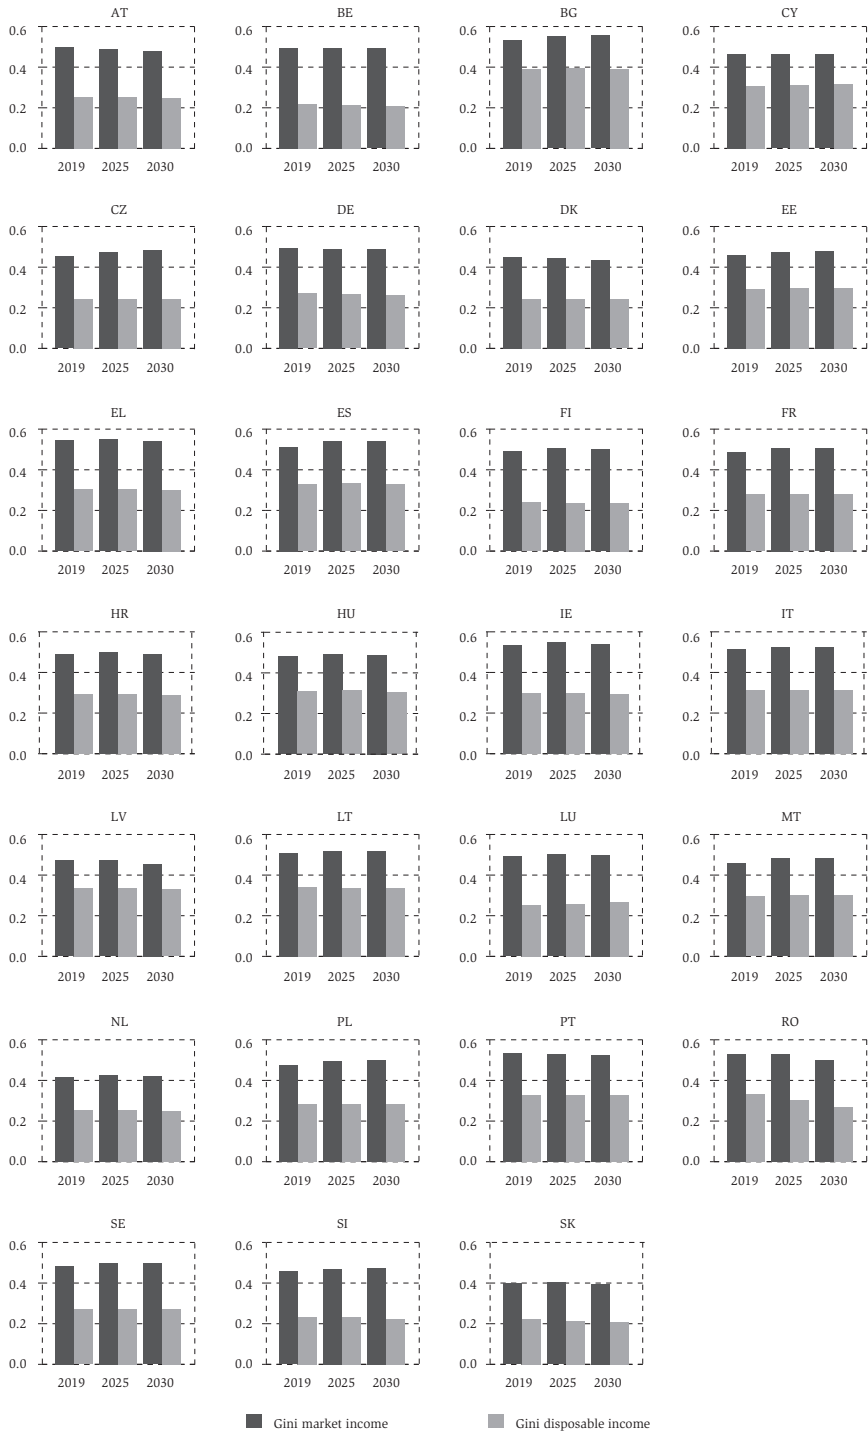 AT BE BG CY
0.6 0.6 0.6 0.6
0.4 0.4 0.4 0.4
0.2 0.2 0.2 0.2
0.0 0.0 0.0 0.0
2019 2025 2030 2019 2025 2030 2019 2025 2030 2019 2025 2030
CZ DE DK EE
0.6 0.6 0.6 0.6
0.4 0.4 0.4 0.4
0.2 0.2 0.2 0.2
0.0 0.0 0.0 0.0
2019 2025 2030 2019 2025 2030 2019 2025 2030 2019 2025 2030
EL ES FI FR
0.6 0.6 0.6 0.6
0.4 0.4 0.4 0.4
0.2 0.2 0.2 0.2
0.0 0.0 0.0 0.0
2019 2025 2030 2019 2025 2030 2019 2025 2030 2019 2025 2030
HR HU IE IT
0.6 0.6 0.6 0.6
0.4 0.4 0.4 0.4
0.2 0.2 0.2 0.2
0.0 0.0 0.0 0.0
2019 2025 2030 2019 2025 2030 2019 2025 2030 2019 2025 2030
LV LT LU MT
0.6 0.6 0.6 0.6
0.4 0.4 0.4 0.4
0.2 0.2 0.2 0.2
0.0 0.0 0.0 0.0
2019 2025 2030 2019 2025 2030 2019 2025 2030 2019 2025 2030
NL PL PT RO
0.6 0.6 0.6 0.6
0.4 0.4 0.4 0.4
0.2 0.2 0.2 0.2
0.0 0.0 0.0 0.0
2019 2025 2030 2019 2025 2030 2019 2025 2030 2019 2025 2030
SE SI SK
0.6 0.6 0.6
0.4 0.4 0.4
0.2 0.2 0.2
0.0 0.0 0.0
2019 2025 2030 2019 2025 2030 2019 2025 2030
Gini market income Gini disposable income